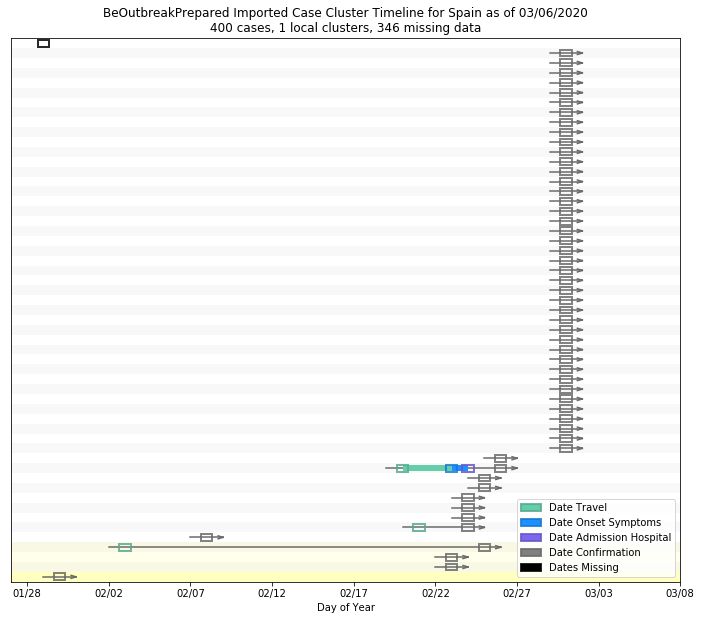 BeOutbreakPrepared Imported Case Cluster Timeline for Spain as of 03/06/2020
400 cases, 1 local clusters, 346 missing data
Date Travel
Date Onset Symptoms
Date Admission Hospital
Date Confirmation
Dates Missing
01/28 02/02 02/07 02/12 02/17 02/22 02/27 03/03 03/08
Day of Year